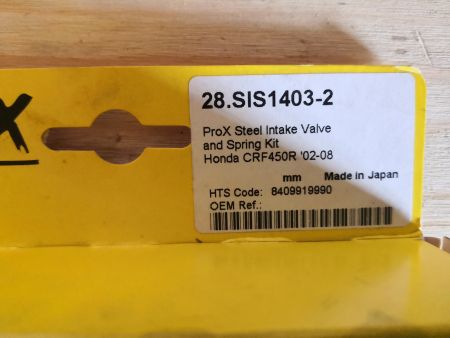 X
28.SIS1403-2
ProX Steel Intake Valve
and Spring Kit
Honda CRF450R '02-08
mm Made in Japan
HTS Code: 8409919990
OEM Ref.: